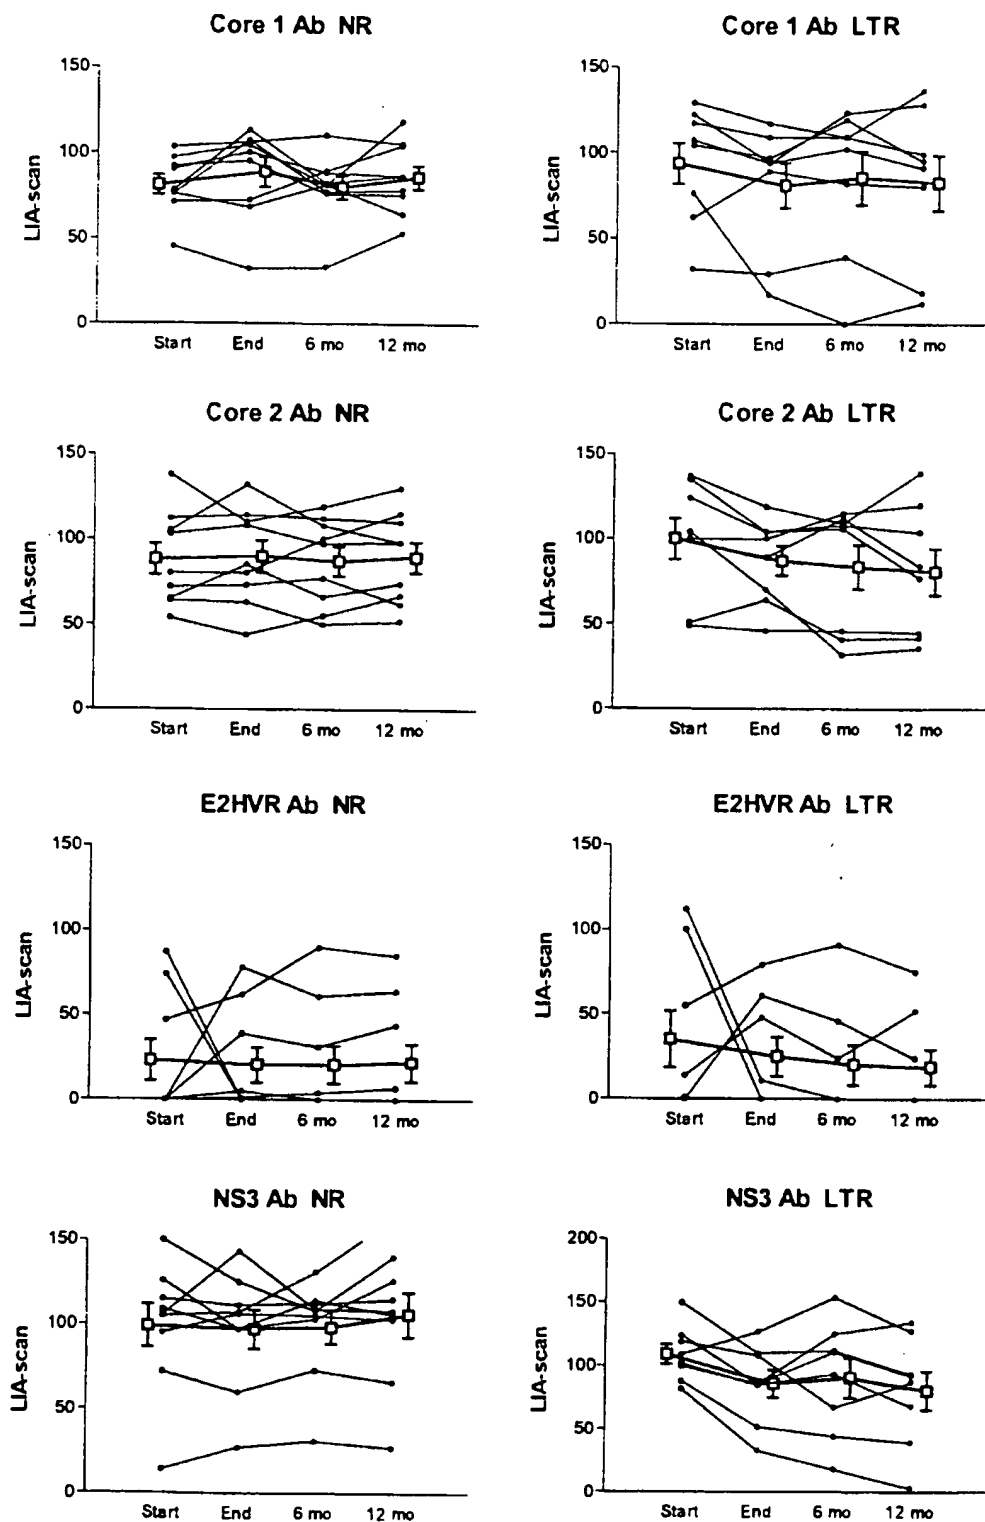 Core 1 Ab NR
Core 1 Ab LTR
150
100
50
0
LIA-scan
Start End 6 mo 12 mo
150
100
50
0
LIA-scan
Start End 6 mo 12 mo
Core 2 Ab NR
Core 2 Ab LTR
150
100
50
0
LIA-scan
Start End 6 mo 12 mo
150
100
50
0
LIA-scan
Start End 6 mo 12 mo
E2HVR Ab NR
E2HVR Ab LTR
150
100
50
0
LIA-scan
Start End 6 mo 12 mo
150
100
50
0
LIA-scan
Start End 6 mo 12 mo
NS3 Ab NR
NS3 Ab LTR
150
100
50
0
LIA-scan
Start End 6 mo 12 mo
200
150
100
50
0
LIA-scan
Start End 6 mo 12 mo